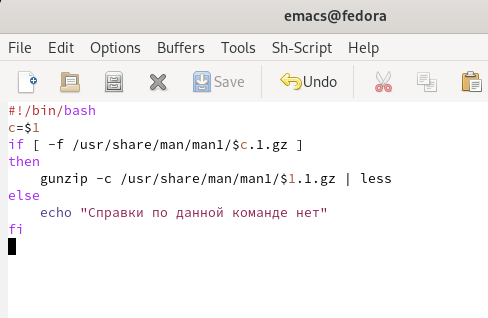 emacs@fedora
File Edit Options Buffers Tools Sh-Script Help
Save Undo
#!/bin/bash
c=$1
if [ -f /usr/share/man/man1/$c.1.gz ]
then
    gunzip -c /usr/share/man/man1/$1.1.gz | less
else
    echo "Справки по данной команде нет"
fi